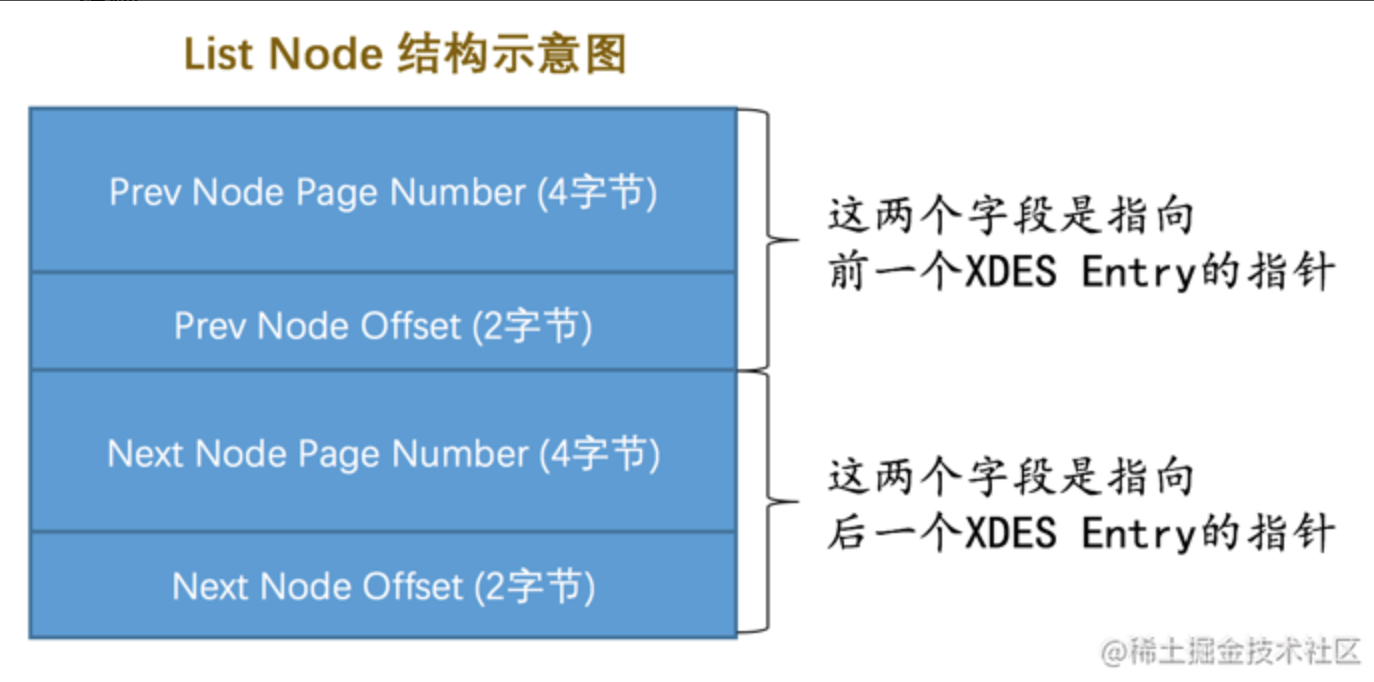 List Node 结构示意图
Prev Node Page Number (4字节)
Prev Node Offset (2字节)
这两个字段是指向
前一个XDES Entry的指针
Next Node Page Number (4字节)
Next Node Offset (2字节)
这两个字段是指向
后一个XDES Entry的指针
@稀土掘金技术社区